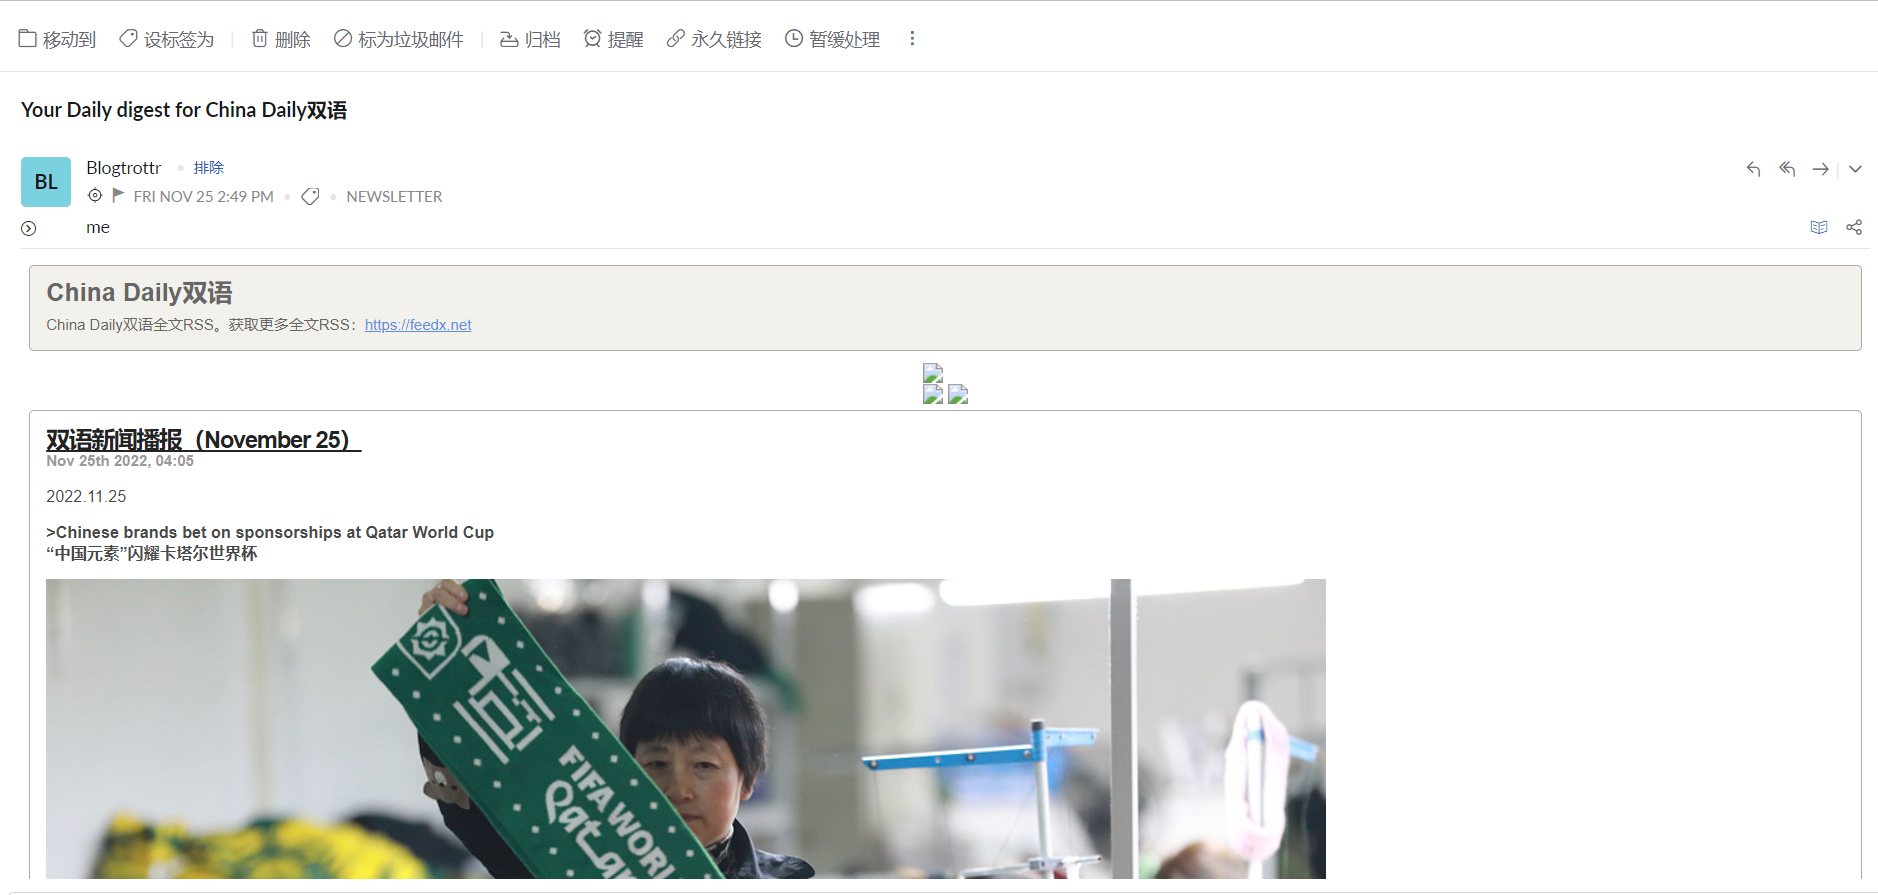 移动到 设标签为 删除 标为垃圾邮件 归档 提醒 永久链接 暂缓处理
Your Daily digest for China Daily双语
BL
Blogtrottr 排除
FRI NOV 25 2:49 PM NEWSLETTER
me
China Daily双语
China Daily双语全文RSS。获取更多全文RSS：https://feedx.net
双语新闻播报（November 25）
Nov 25th 2022, 04:05
2022.11.25
>Chinese brands bet on sponsorships at Qatar World Cup
“中国元素”闪耀卡塔尔世界杯
FIFA WORL
Qatar